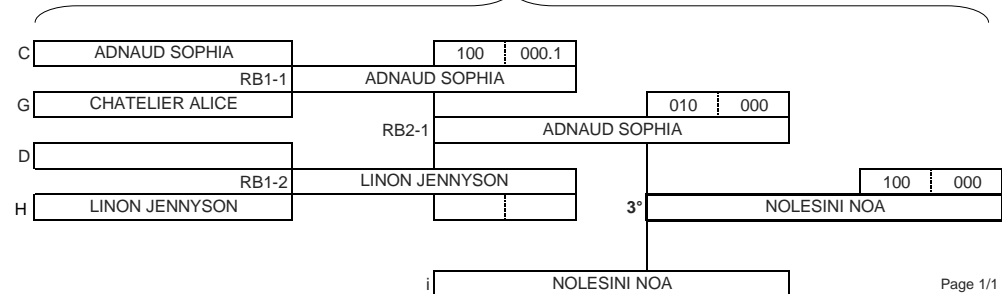 C ADNAUD SOPHIA 100 000.1
RB1-1 ADNAUD SOPHIA
G CHATELIER ALICE 010 000
RB2-1 ADNAUD SOPHIA
D
RB1-2 LINON JENNYSON 100 000
H LINON JENNYSON 3° NOLESINI NOA
i NOLESINI NOA Page 1/1